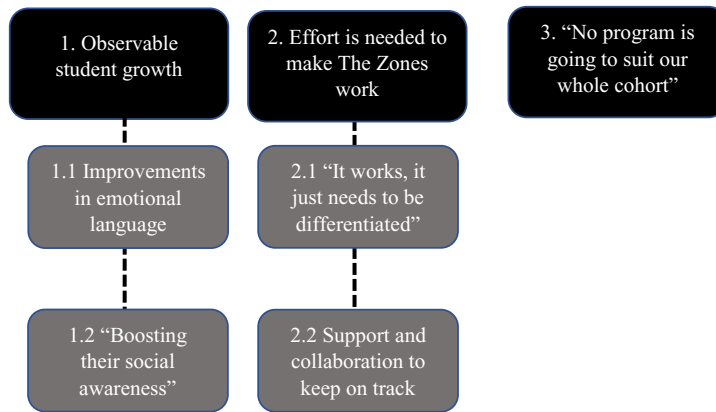 1. Observable
student growth
2. Effort is needed to
make The Zones
work
3. “No program is
going to suit our
whole cohort”
1.1 Improvements
in emotional
language
2.1 “It works, it
just needs to be
differentiated”
1.2 “Boosting
their social
awareness”
2.2 Support and
collaboration to
keep on track